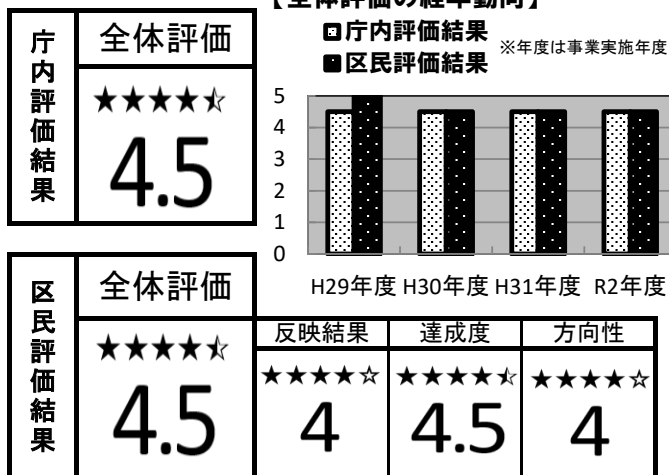 【全体評価の経年動向】
庁内評価結果
全体評価
★★★★⯪
4.5
庁内評価結果
区民評価結果
※年度は事業実施年度
5
4
3
2
1
0
H29年度 H30年度 H31年度 R2年度
区民評価結果
全体評価
★★★★⯪
4.5
反映結果 達成度 方向性
★★★★☆ ★★★★⯪ ★★★★☆
4 4.5 4